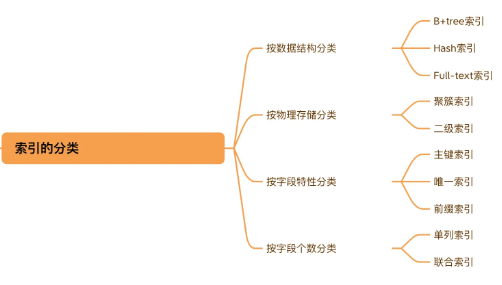 索引的分类
按数据结构分类
B+tree索引
Hash索引
Full-text索引
按物理存储分类
聚簇索引
二级索引
按字段特性分类
主键索引
唯一索引
前缀索引
按字段个数分类
单列索引
联合索引